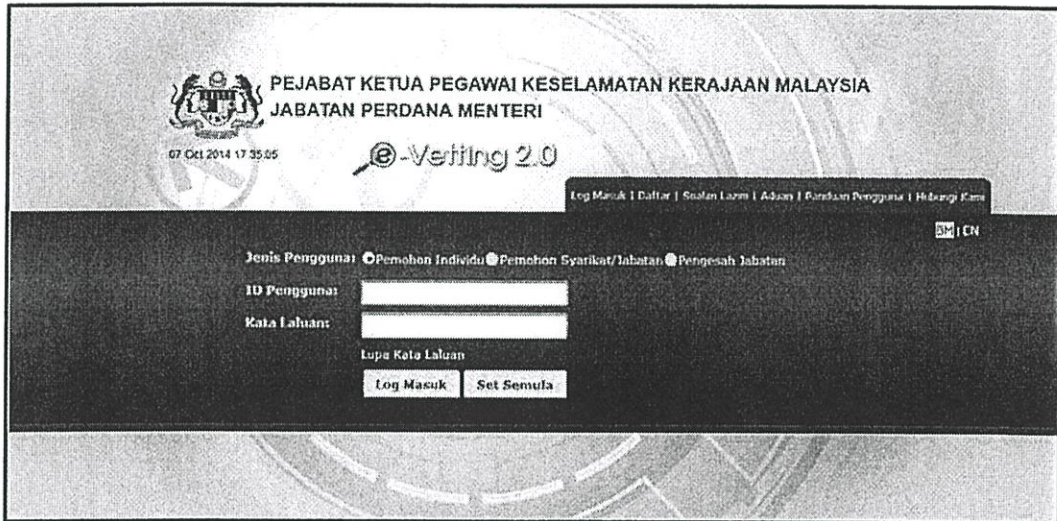 PEJABAT KETUA PEGAWAI KESELAMATAN KERAJAAN MALAYSIA
JABATAN PERDANA MENTERI
07 Oct 2014 17:35:05
e-Vetting 2.0
Log Masuk | Daftar | Soalan Lazim | Aduan | Panduan Pengguna | Hubungi Kami
BM | EN
Jenis Pengguna: Pemohon Individu Pemohon Syarikat/Jabatan Pengesah Jabatan
ID Pengguna:
Kata Laluan:
Lupa Kata Laluan
Log Masuk Set Semula